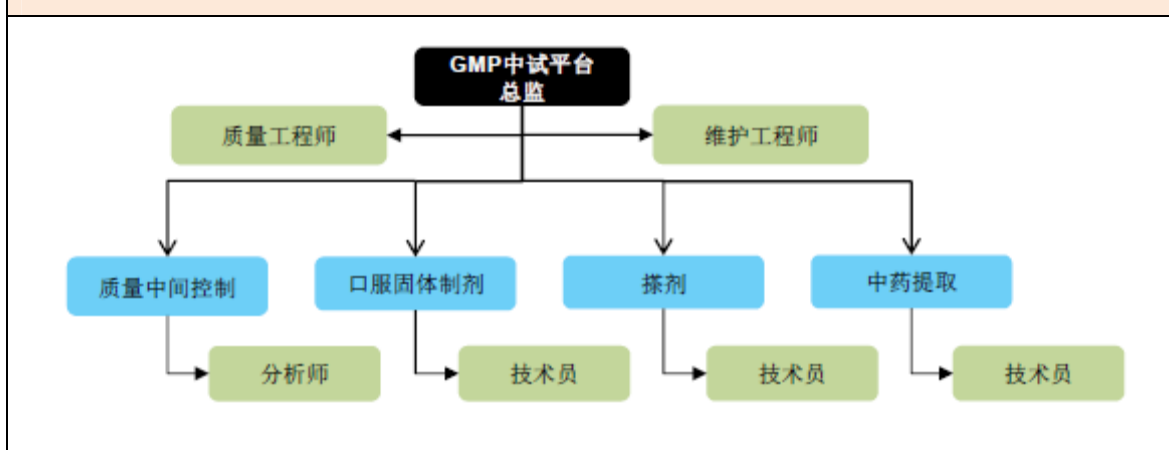 GMP中试平台
总监
质量工程师
维护工程师
质量中间控制
口服固体制剂
搽剂
中药提取
分析师
技术员
技术员
技术员